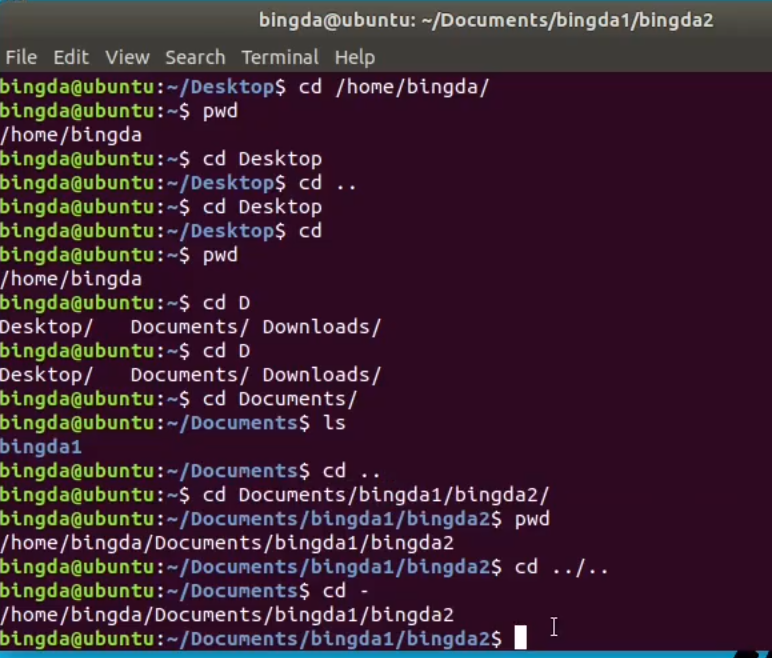 bingda@ubuntu: ~/Documents/bingda1/bingda2
File Edit View Search Terminal Help
bingda@ubuntu:~/Desktop$ cd /home/bingda/
bingda@ubuntu:~$ pwd
/home/bingda
bingda@ubuntu:~$ cd Desktop
bingda@ubuntu:~/Desktop$ cd ..
bingda@ubuntu:~$ cd Desktop
bingda@ubuntu:~/Desktop$ cd
bingda@ubuntu:~$ pwd
/home/bingda
bingda@ubuntu:~$ cd D
Desktop/   Documents/ Downloads/
bingda@ubuntu:~$ cd D
Desktop/   Documents/ Downloads/
bingda@ubuntu:~$ cd Documents/
bingda@ubuntu:~/Documents$ ls
bingda1
bingda@ubuntu:~/Documents$ cd ..
bingda@ubuntu:~$ cd Documents/bingda1/bingda2/
bingda@ubuntu:~/Documents/bingda1/bingda2$ pwd
/home/bingda/Documents/bingda1/bingda2
bingda@ubuntu:~/Documents/bingda1/bingda2$ cd ../..
bingda@ubuntu:~/Documents$ cd -
/home/bingda/Documents/bingda1/bingda2
bingda@ubuntu:~/Documents/bingda1/bingda2$